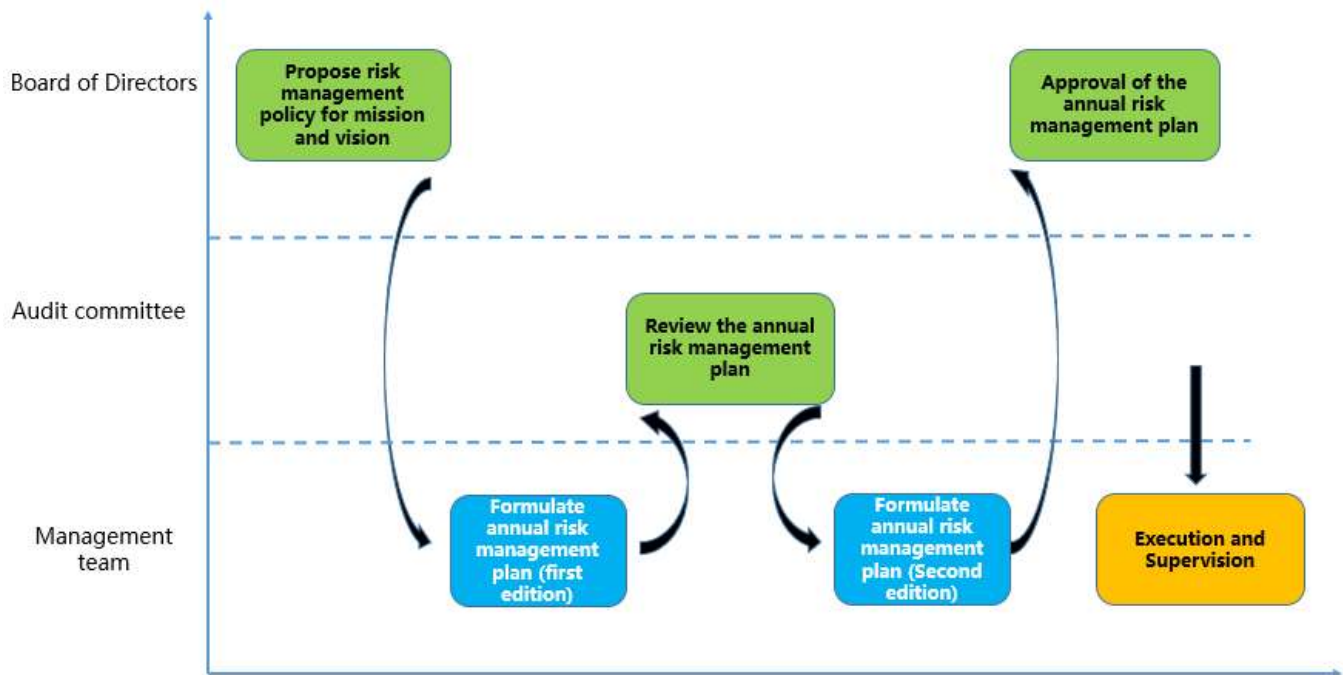 Board of Directors
Propose risk
management
policy for mission
and vision
Approval of the
annual risk
management plan
Audit committee
Review the annual
risk management
plan
Management
team
Formulate
annual risk
management
plan (first
edition)
Formulate
annual risk
management
plan (Second
edition)
Execution and
Supervision